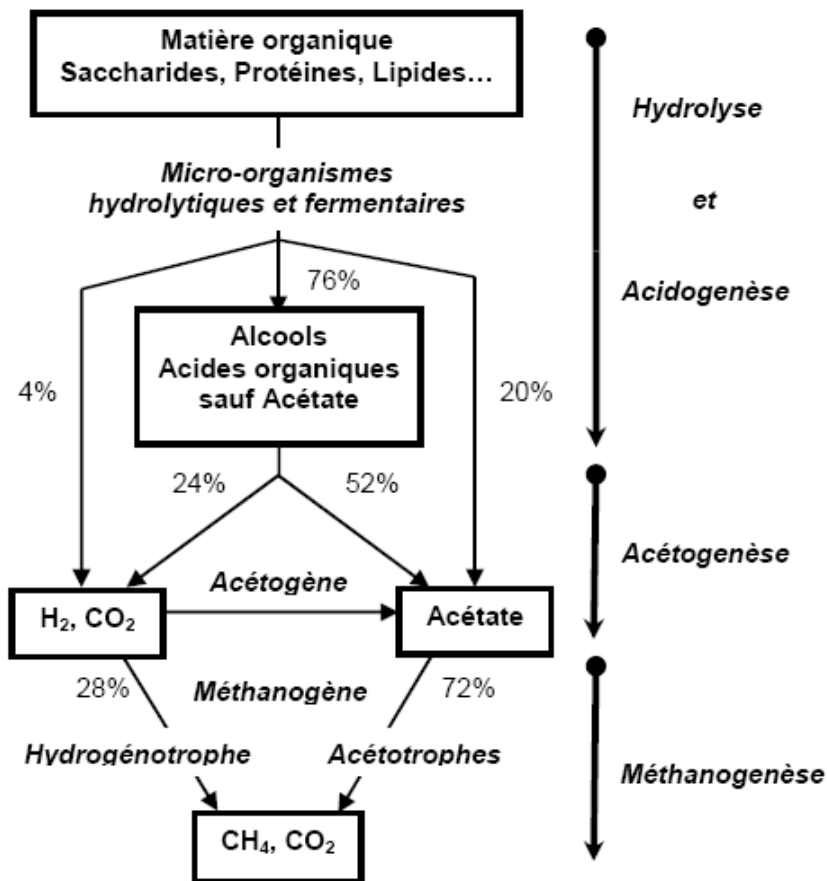 Matière organique
Saccharides, Protéines, Lipides…
Hydrolyse
Micro-organismes
hydrolytiques et fermentaires
et
76%
Acidogenèse
Alcools
Acides organiques
sauf Acétate
4%
20%
24%
52%
Acétogenèse
Acétogène
H₂, CO₂
Acétate
28%
Méthanogène
72%
Hydrogénotrophe
Acétotrophes
Méthanogenèse
CH₄, CO₂